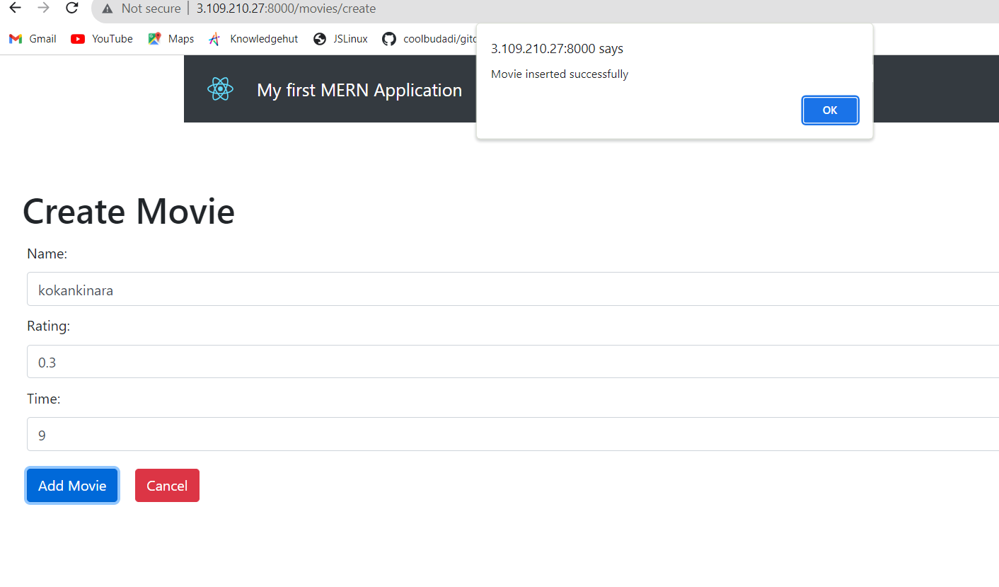 Not secure | 3.109.210.27:8000/movies/create
Gmail YouTube Maps Knowledgehut JSLinux coolbudadi/gitc
3.109.210.27:8000 says
Movie inserted successfully
OK
My first MERN Application
Create Movie
Name:
kokankinara
Rating:
0.3
Time:
9
Add Movie Cancel